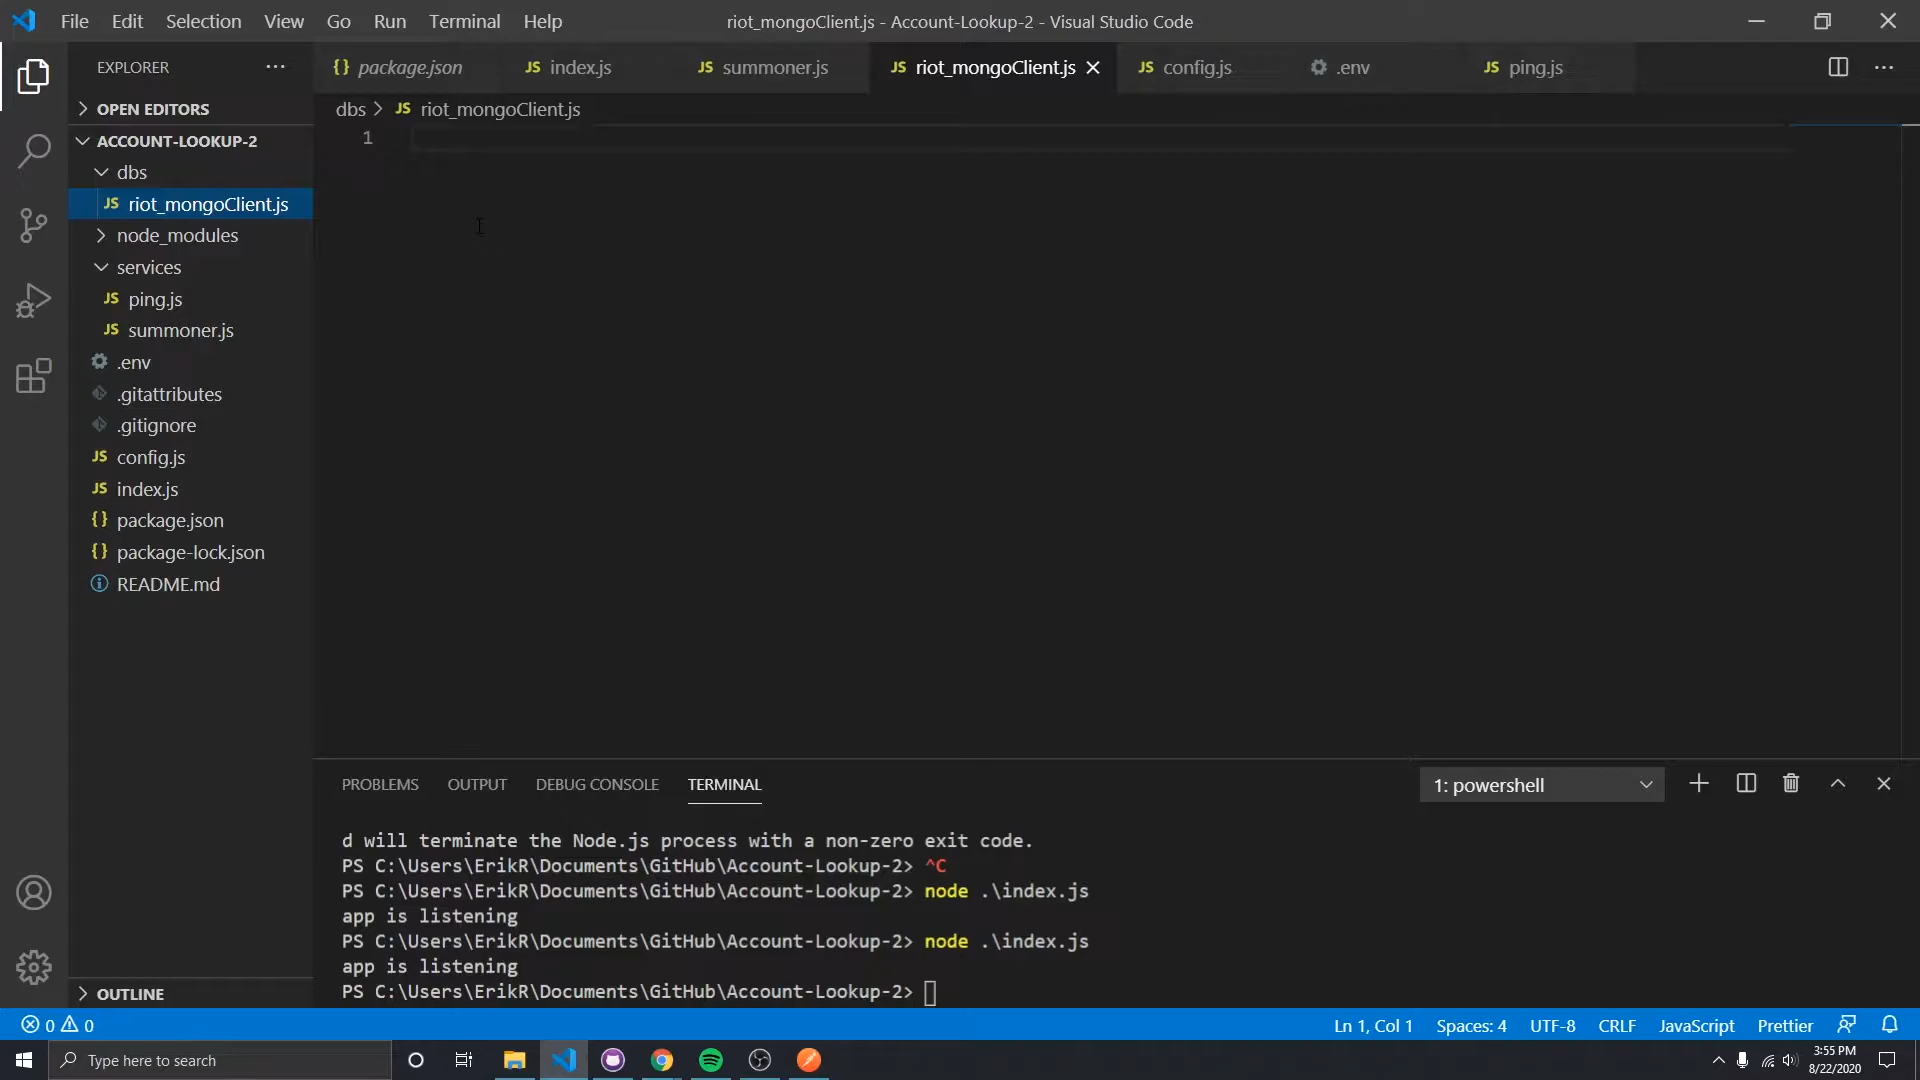 File Edit Selection View Go Run Terminal Help
riot_mongoClient.js - Account-Lookup-2 - Visual Studio Code
EXPLORER
{} package.json
JS index.js
JS summoner.js
JS riot_mongoClient.js
JS config.js
.env
JS ping.js
OPEN EDITORS
dbs > JS riot_mongoClient.js
1
ACCOUNT-LOOKUP-2
dbs
JS riot_mongoClient.js
node_modules
services
JS ping.js
JS summoner.js
.env
.gitattributes
.gitignore
JS config.js
JS index.js
{} package.json
{} package-lock.json
README.md
OUTLINE
PROBLEMS OUTPUT DEBUG CONSOLE TERMINAL
1: powershell
d will terminate the Node.js process with a non-zero exit code.
PS C:\Users\ErikR\Documents\GitHub\Account-Lookup-2> ^C
PS C:\Users\ErikR\Documents\GitHub\Account-Lookup-2> node .\index.js
app is listening
PS C:\Users\ErikR\Documents\GitHub\Account-Lookup-2> node .\index.js
app is listening
PS C:\Users\ErikR\Documents\GitHub\Account-Lookup-2>
0 0
Ln 1, Col 1 Spaces: 4 UTF-8 CRLF JavaScript Prettier
Type here to search
3:55 PM
8/22/2020